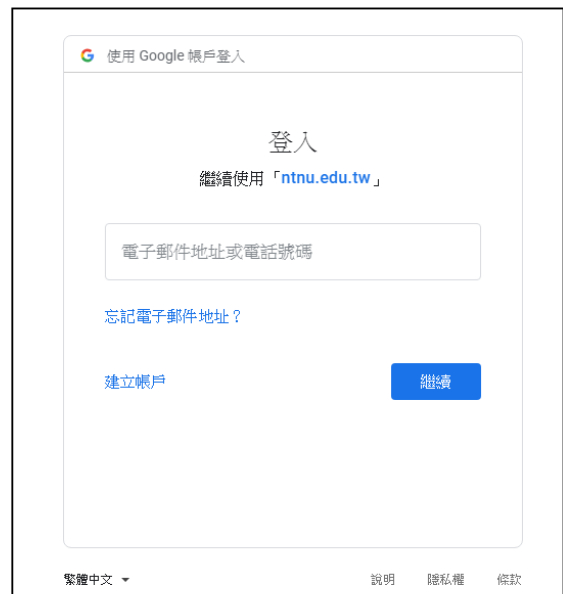 使用 Google 帳戶登入
登入
繼續使用「ntnu.edu.tw」
電子郵件地址或電話號碼
忘記電子郵件地址？
建立帳戶 繼續
繁體中文 說明 隱私權 條款